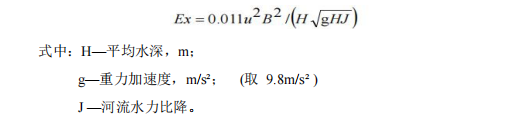 Ex = 0.011u²B² /(H√gHJ)
式中：H—平均水深，m；
g—重力加速度，m/s²； (取 9.8m/s² )
J —河流水力比降。